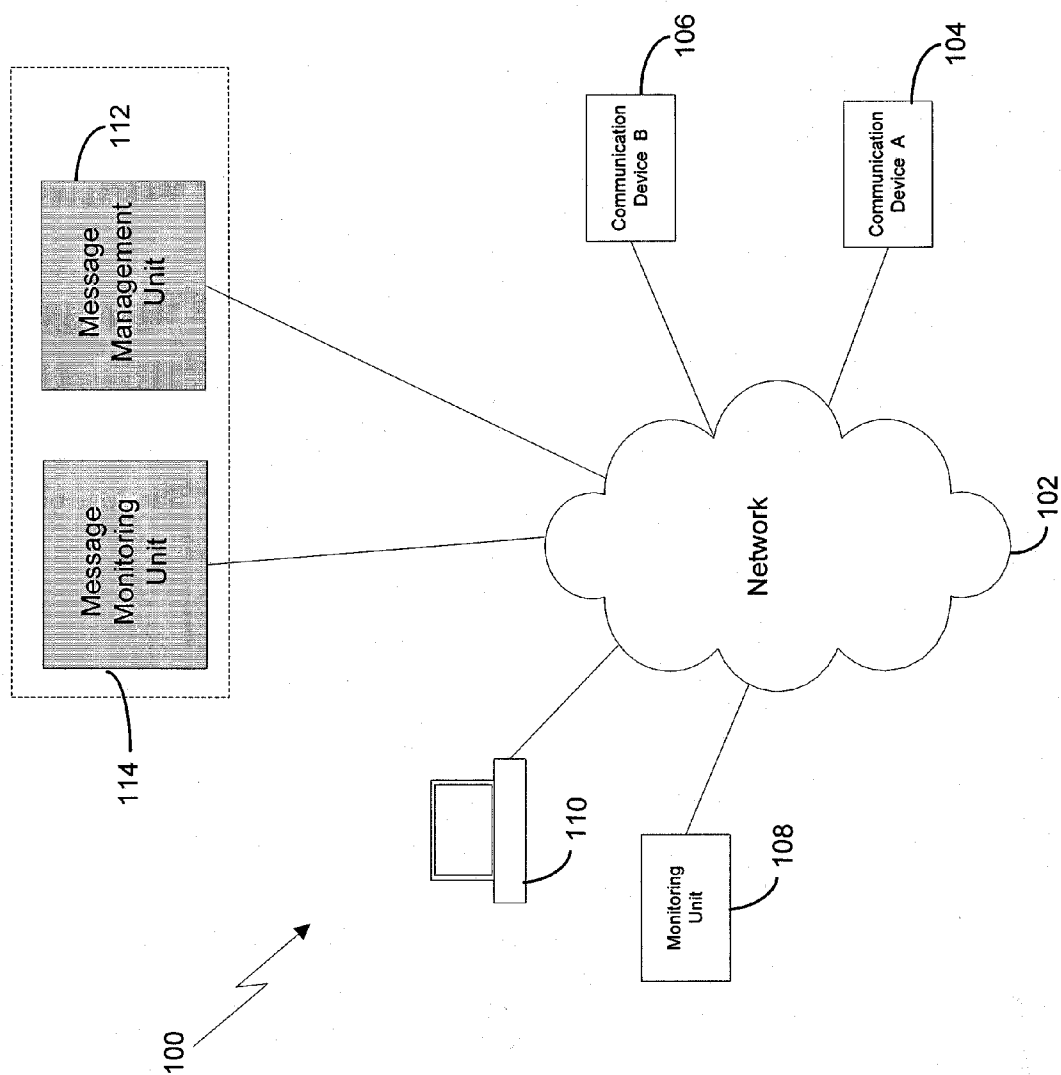 100
114
Message
Monitoring
Unit
112
Message
Management
Unit
110
Monitoring
Unit
108
Network
102
Communication
Device B
106
Communication
Device A
104